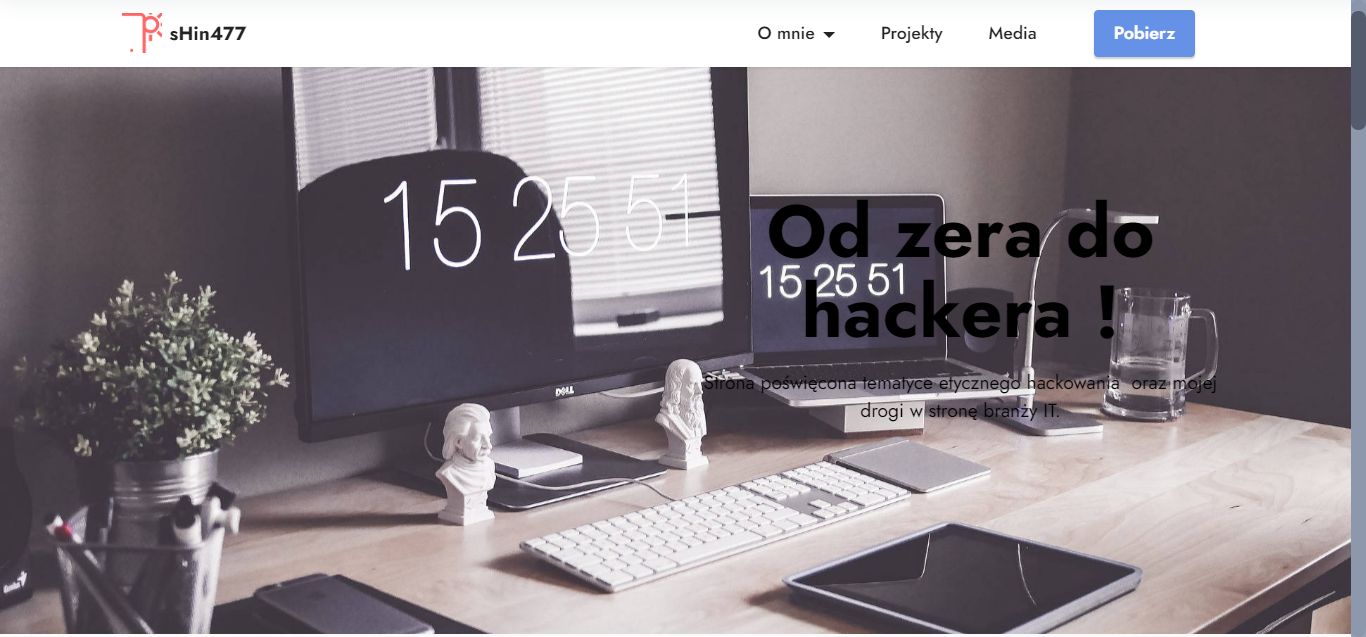 sHin477
O mnie
Projekty
Media
Pobierz
15 25 51
15 25 51
Od zera do
hackera !
Strona poświęcona tematyce etycznego hackowania oraz mojej
drogi w stronę branży IT.
DELL
Genius